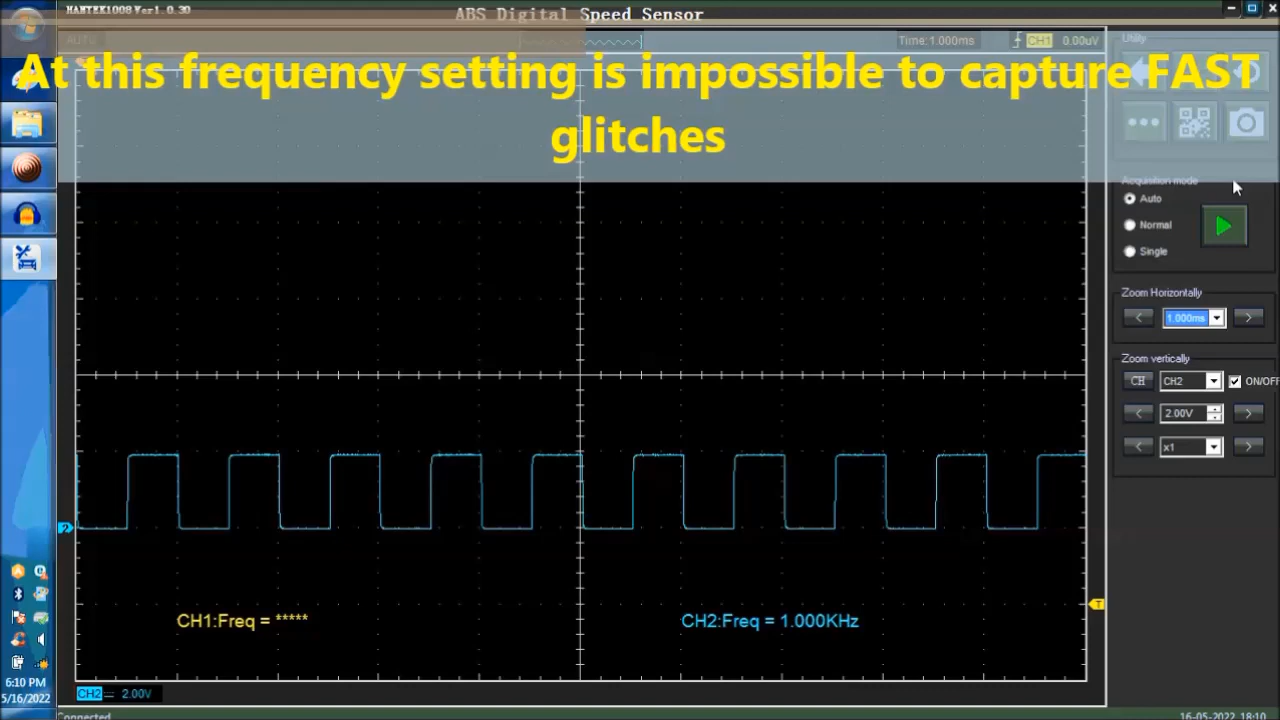 HANTEK1008 Ver1.0.30
ABS Digital Speed Sensor
AUTO
Time:1.000ms
CH1 0.00uV
Utility
At this frequency setting is impossible to capture FAST
glitches
Acquisition mode
Auto
Normal
Single
Zoom Horizontally
< 1.000ms >
Zoom vertically
CH CH2 ON/OFF
< 2.00V >
< x1 >
2
T
CH1:Freq = *****
CH2:Freq = 1.000KHz
6:10 PM
5/16/2022
CH2 2.00V
Connected
16-05-2022 18:10